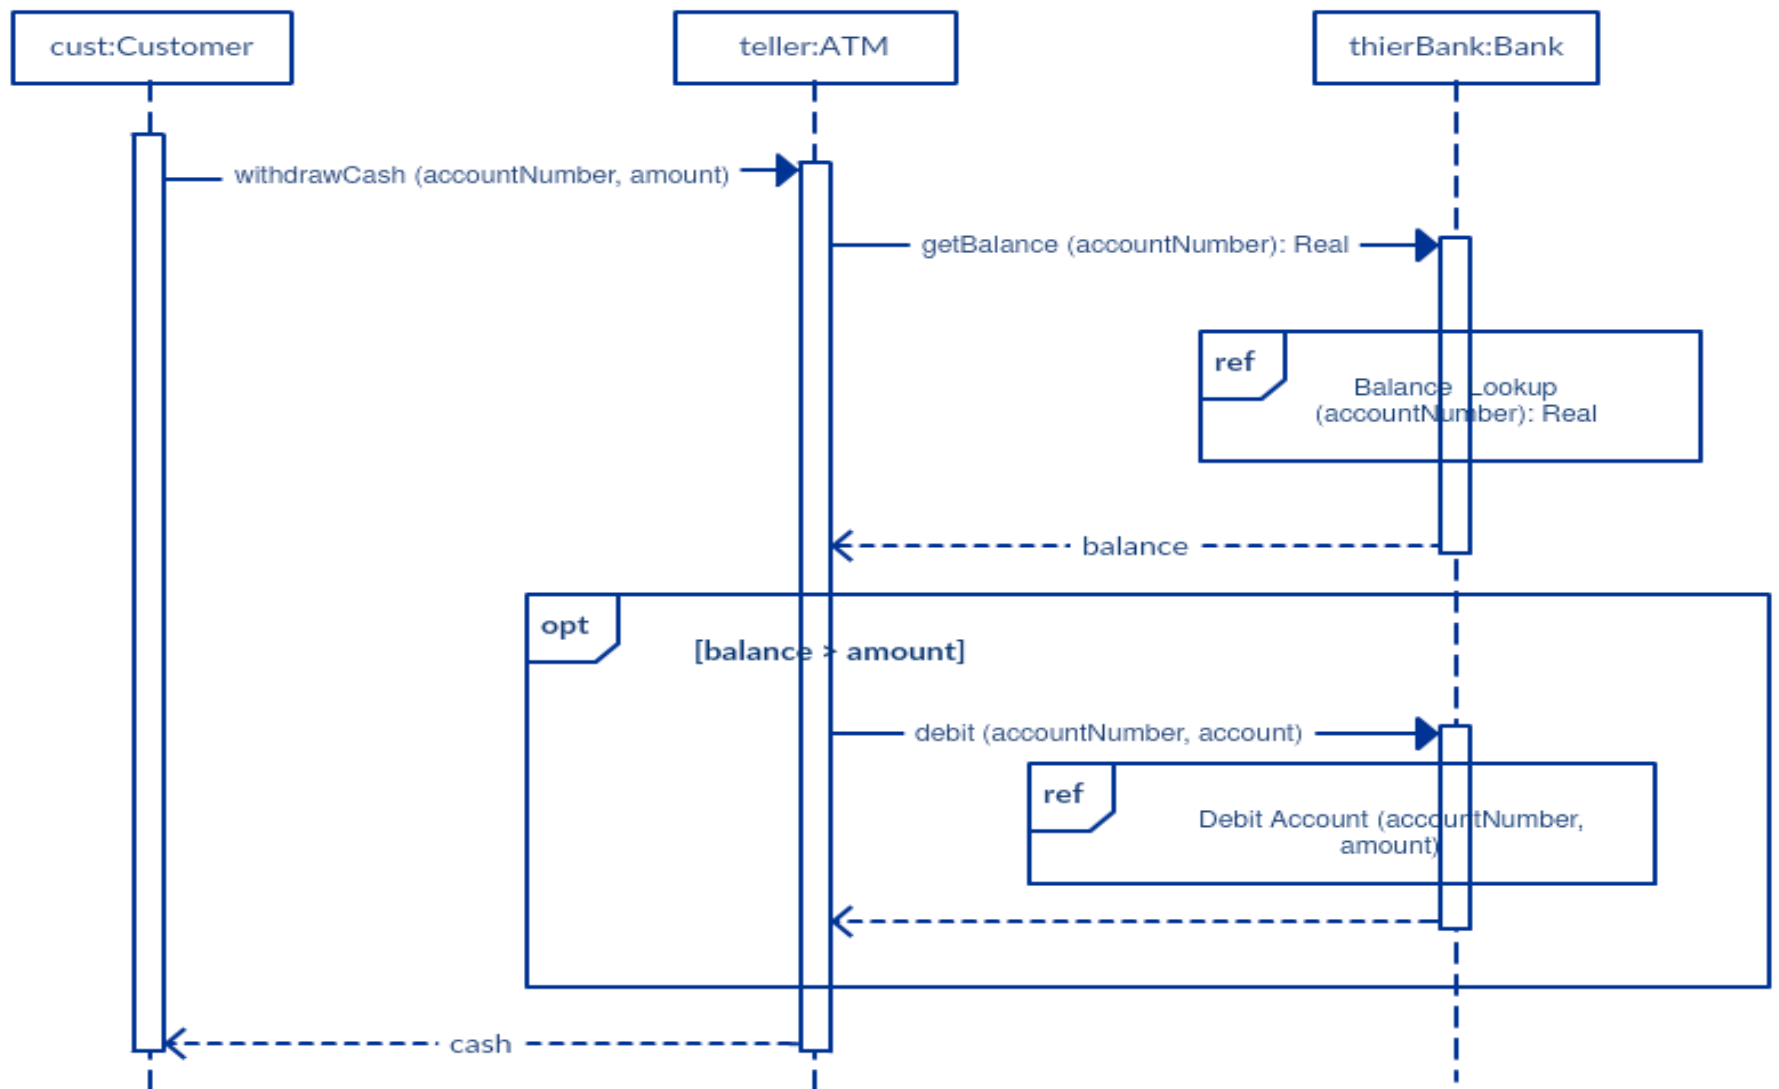 cust:Customer
teller:ATM
thierBank:Bank
withdrawCash (accountNumber, amount)
getBalance (accountNumber): Real
ref
Balance Lookup
(accountNumber): Real
balance
opt
[balance > amount]
debit (accountNumber, account)
ref
Debit Account (accountNumber,
amount)
cash